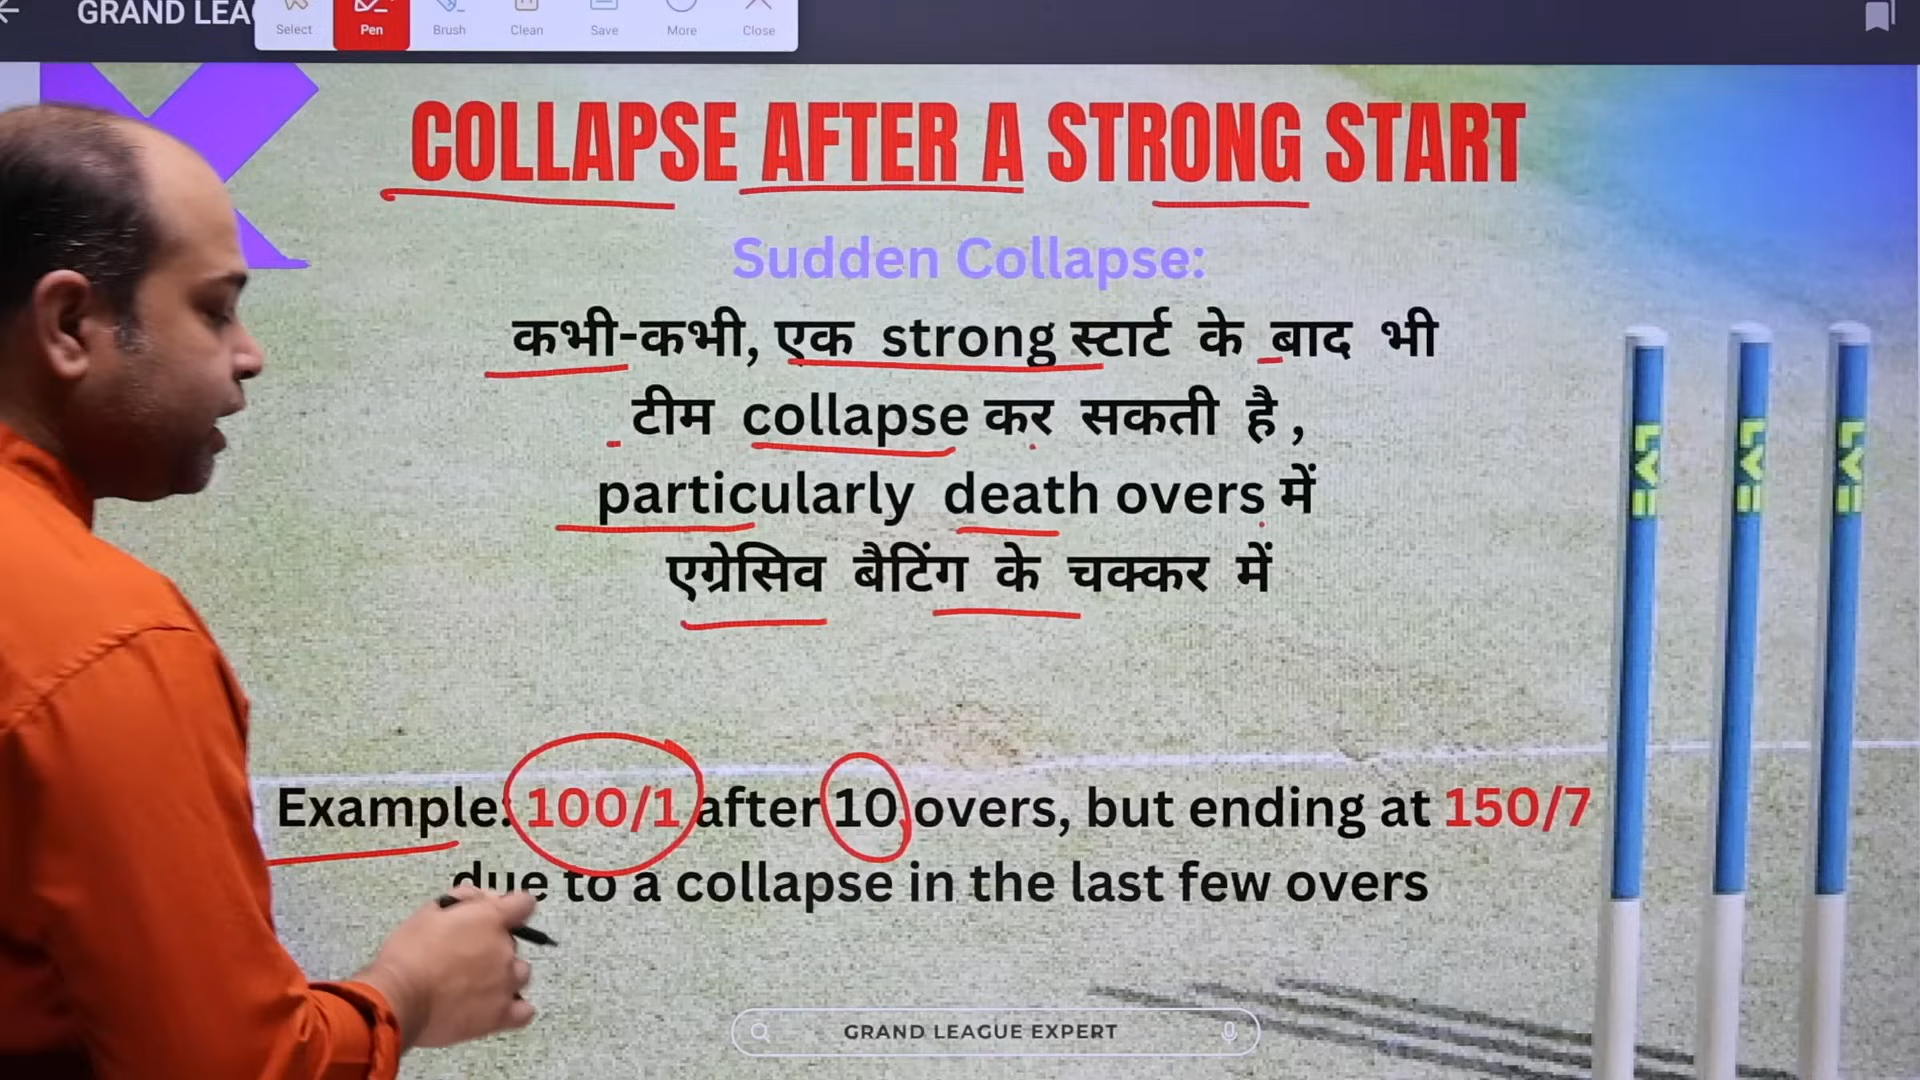 GRAND LEA
Select Pen Brush Clean Save More Close
COLLAPSE AFTER A STRONG START
Sudden Collapse:
कभी-कभी, एक strong स्टार्ट के बाद भी
टीम collapse कर सकती है,
particularly death overs में
एग्रेसिव बैटिंग के चक्कर में
Example: 100/1 after 10 overs, but ending at 150/7
due to a collapse in the last few overs
GRAND LEAGUE EXPERT